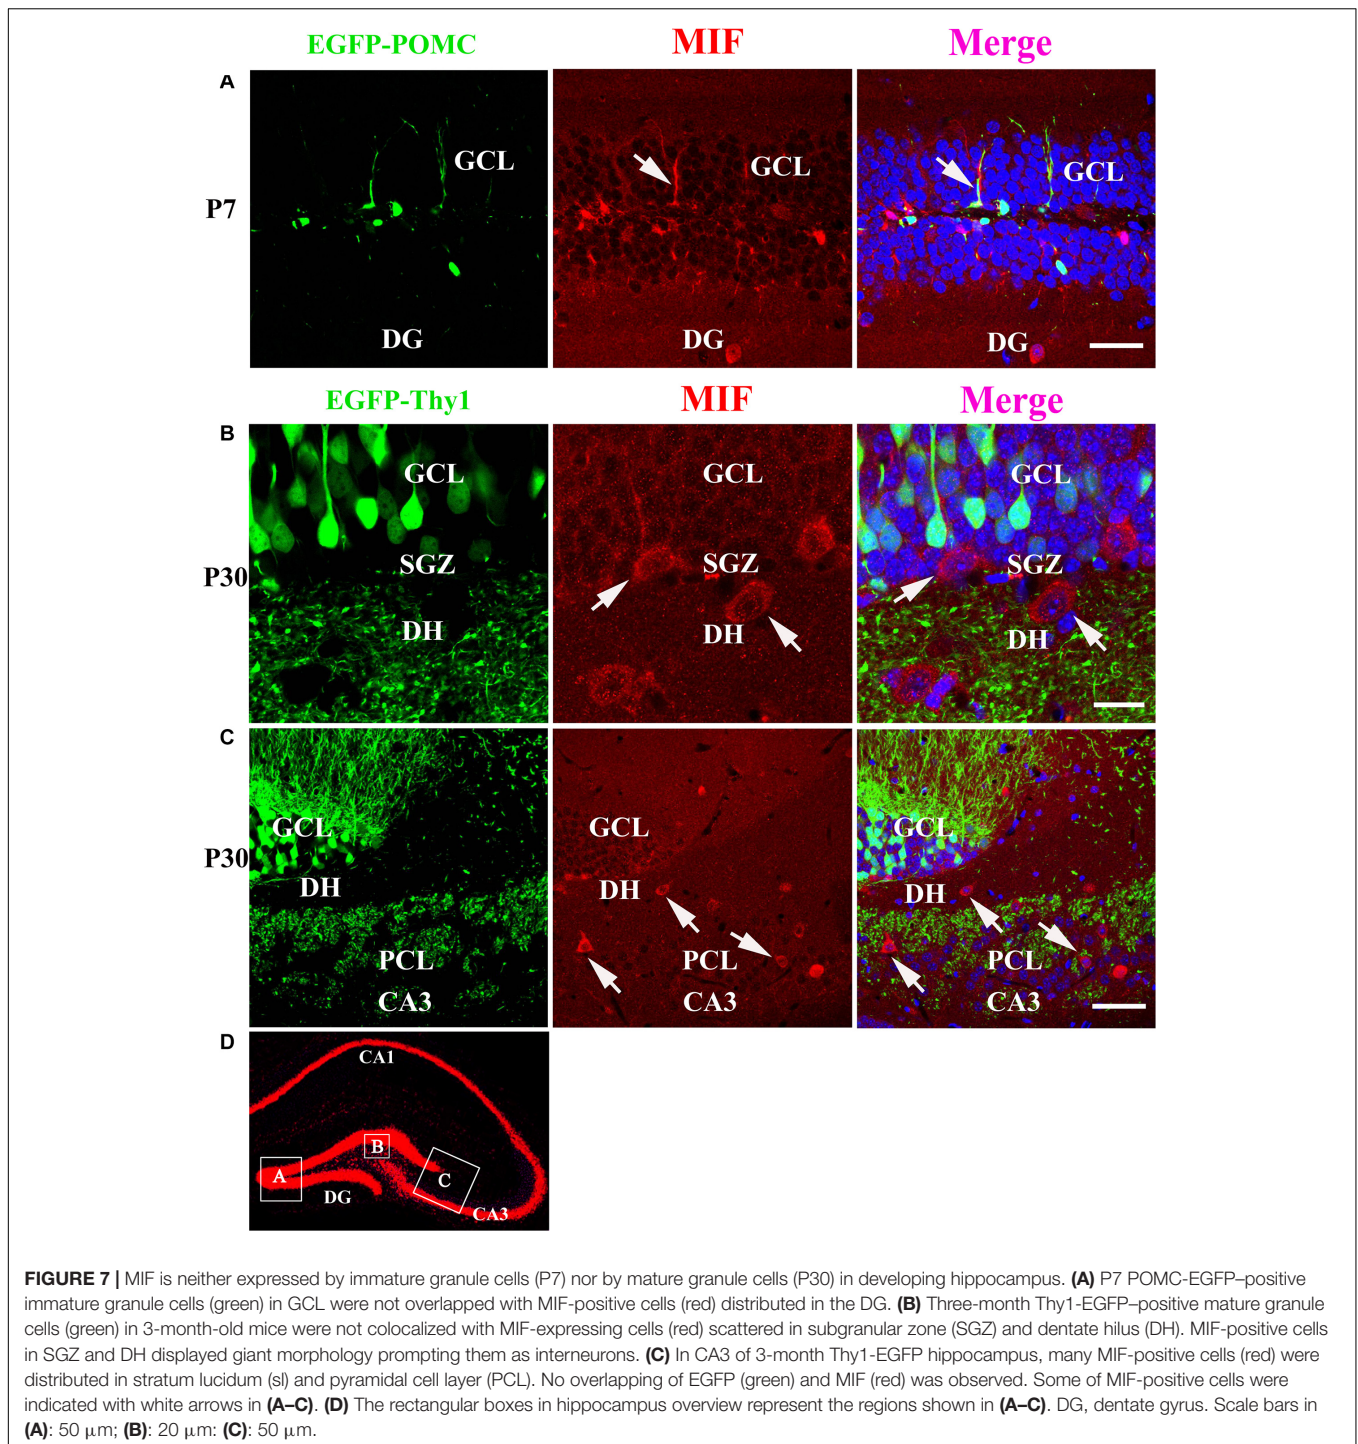 EGFP-POMC MIF Merge
A
GCL GCL GCL
P7
DG DG DG
EGFP-Thy1 MIF Merge
B
GCL GCL GCL
SGZ SGZ SGZ
P30
DH DH DH
C
GCL GCL GCL
P30
DH DH DH
PCL PCL PCL
CA3 CA3 CA3
D
CA1
B
A C
DG
CA3
FIGURE 7 | MIF is neither expressed by immature granule cells (P7) nor by mature granule cells (P30) in developing hippocampus. (A) P7 POMC-EGFP–positive
immature granule cells (green) in GCL were not overlapped with MIF-positive cells (red) distributed in the DG. (B) Three-month Thy1-EGFP–positive mature granule
cells (green) in 3-month-old mice were not colocalized with MIF-expressing cells (red) scattered in subgranular zone (SGZ) and dentate hilus (DH). MIF-positive cells
in SGZ and DH displayed giant morphology prompting them as interneurons. (C) In CA3 of 3-month Thy1-EGFP hippocampus, many MIF-positive cells (red) were
distributed in stratum lucidum (sl) and pyramidal cell layer (PCL). No overlapping of EGFP (green) and MIF (red) was observed. Some of MIF-positive cells were
indicated with white arrows in (A–C). (D) The rectangular boxes in hippocampus overview represent the regions shown in (A–C). DG, dentate gyrus. Scale bars in
(A): 50 μm; (B): 20 μm: (C): 50 μm.